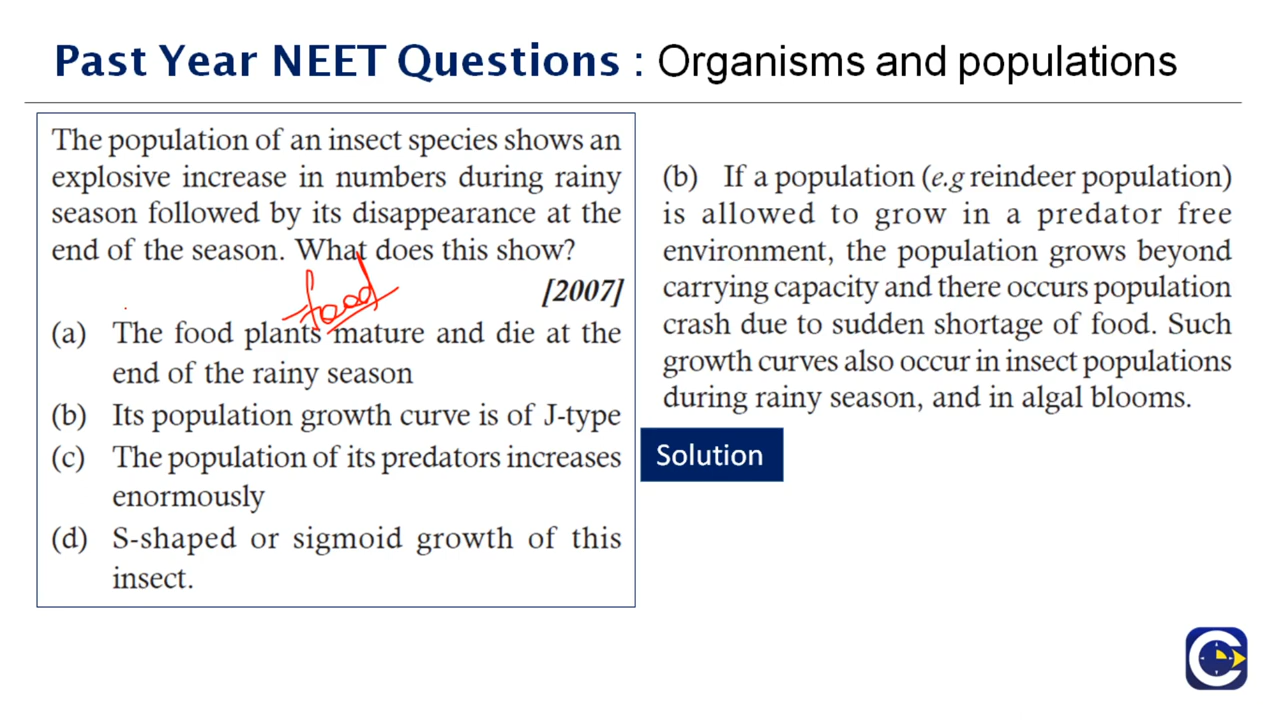 Past Year NEET Questions : Organisms and populations
The population of an insect species shows an
explosive increase in numbers during rainy
season followed by its disappearance at the
end of the season. What does this show?
food
[2007]
(a) The food plants mature and die at the
end of the rainy season
(b) Its population growth curve is of J-type
(c) The population of its predators increases
enormously
(d) S-shaped or sigmoid growth of this
insect.
(b) If a population (e.g reindeer population)
is allowed to grow in a predator free
environment, the population grows beyond
carrying capacity and there occurs population
crash due to sudden shortage of food. Such
growth curves also occur in insect populations
during rainy season, and in algal blooms.
Solution